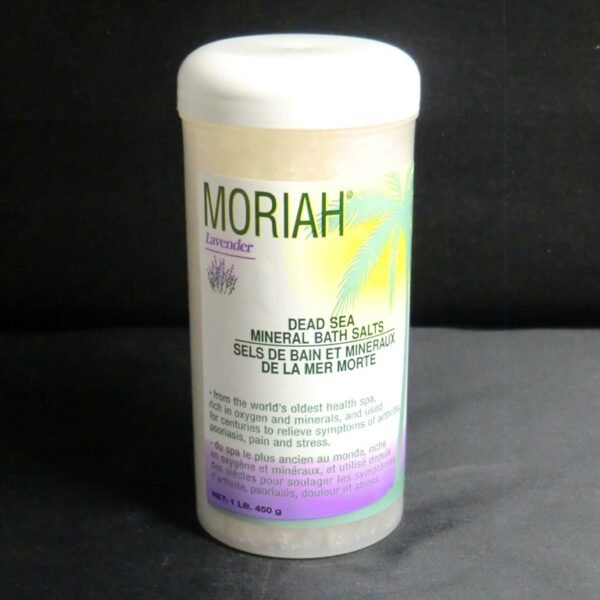 MORIAH®
Lavender
DEAD SEA
MINERAL BATH SALTS
SELS DE BAIN ET MINERAUX
DE LA MER MORTE
• from the world's oldest health spa,
rich in oxygen and minerals, and used
for centuries to relieve symptoms of arthritis,
psoriasis, pain and stress.
• du spa le plus ancien au monde, riche
en oxygène et minéraux, et utilisé depuis
des siècles pour soulager les symptômes
d'arthrite, psoriasis, douleur et stress.
NET: 1 LB. 450 g